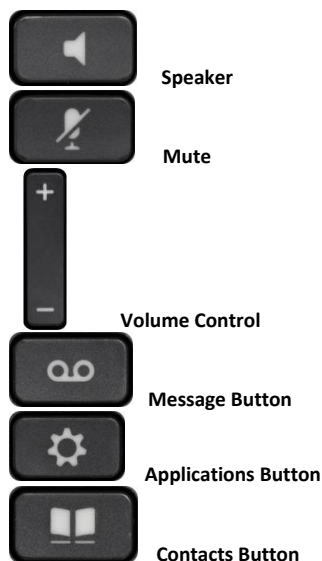 Speaker
Mute
+
–
Volume Control
Message Button
Applications Button
Contacts Button